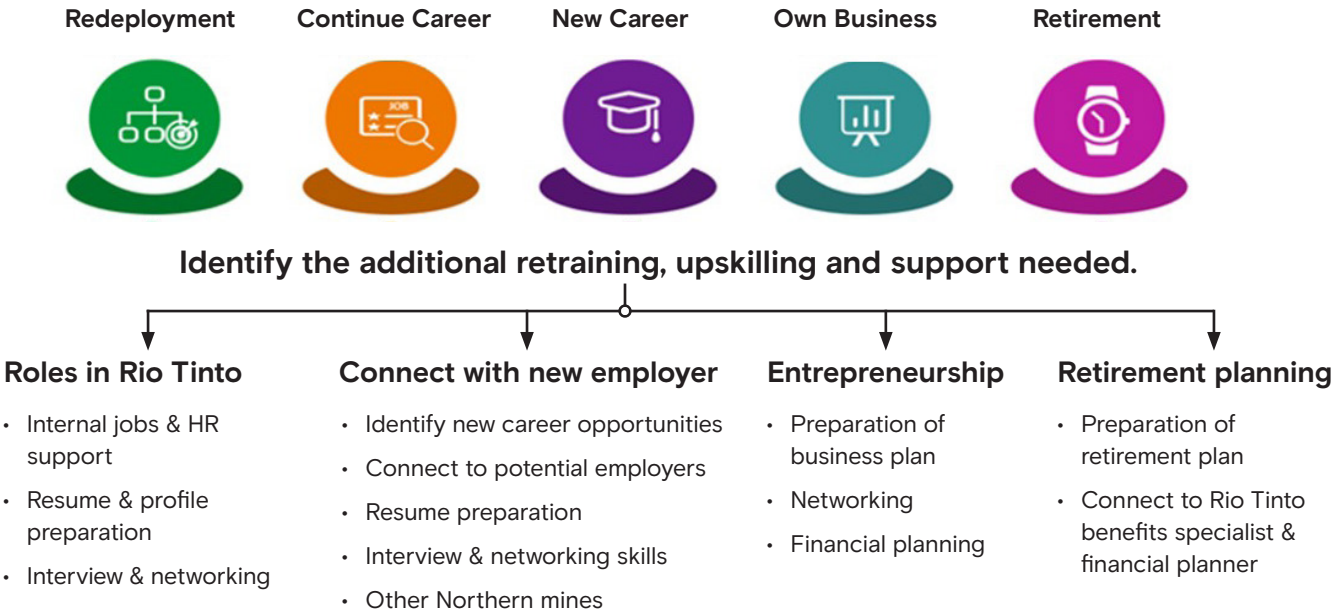 Redeployment
Continue Career
New Career
Own Business
Retirement
JOB
Identify the additional retraining, upskilling and support needed.
Roles in Rio Tinto
• Internal jobs & HR
support
• Resume & profile
preparation
• Interview & networking
Connect with new employer
• Identify new career opportunities
• Connect to potential employers
• Resume preparation
• Interview & networking skills
• Other Northern mines
Entrepreneurship
• Preparation of
business plan
• Networking
• Financial planning
Retirement planning
• Preparation of
retirement plan
• Connect to Rio Tinto
benefits specialist &
financial planner